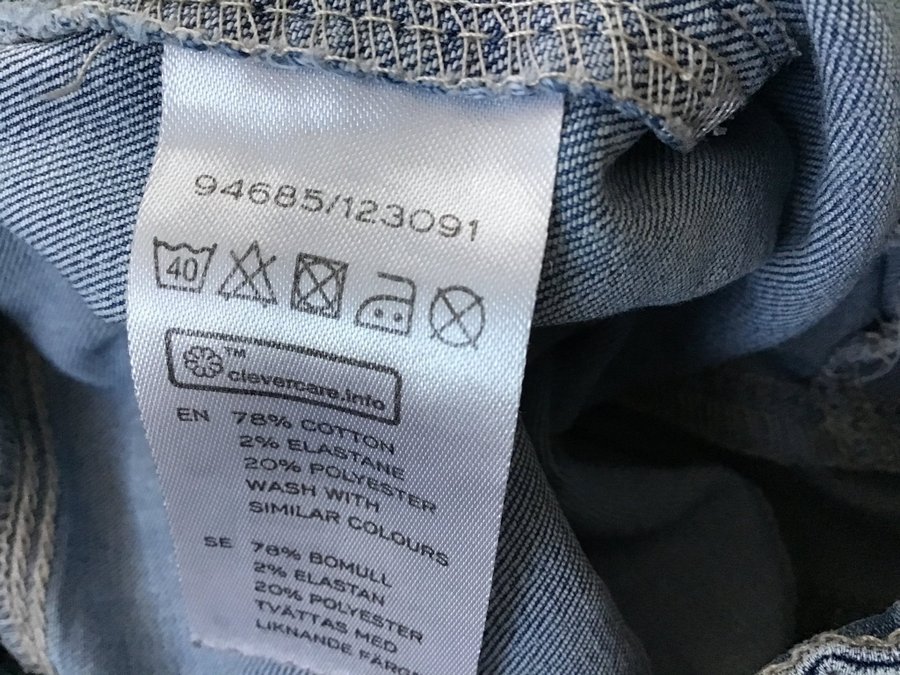 94685/123091
40
TM
clevercare.info
EN 78% COTTON
2% ELASTANE
20% POLYESTER
WASH WITH
SIMILAR COLOURS
SE 78% BOMULL
2% ELASTAN
20% POLYESTER
TVÄTTAS MED
LIKNANDE